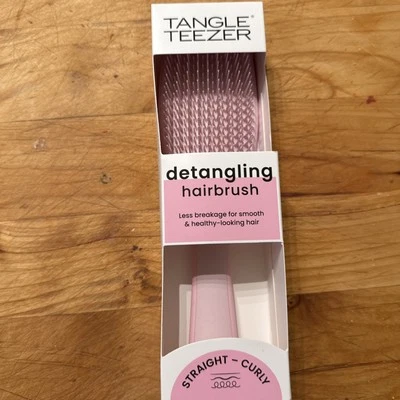 TANGLE®
TEEZER
detangling
hairbrush
Less breakage for smooth
& healthy-looking hair
STRAIGHT – CURLY